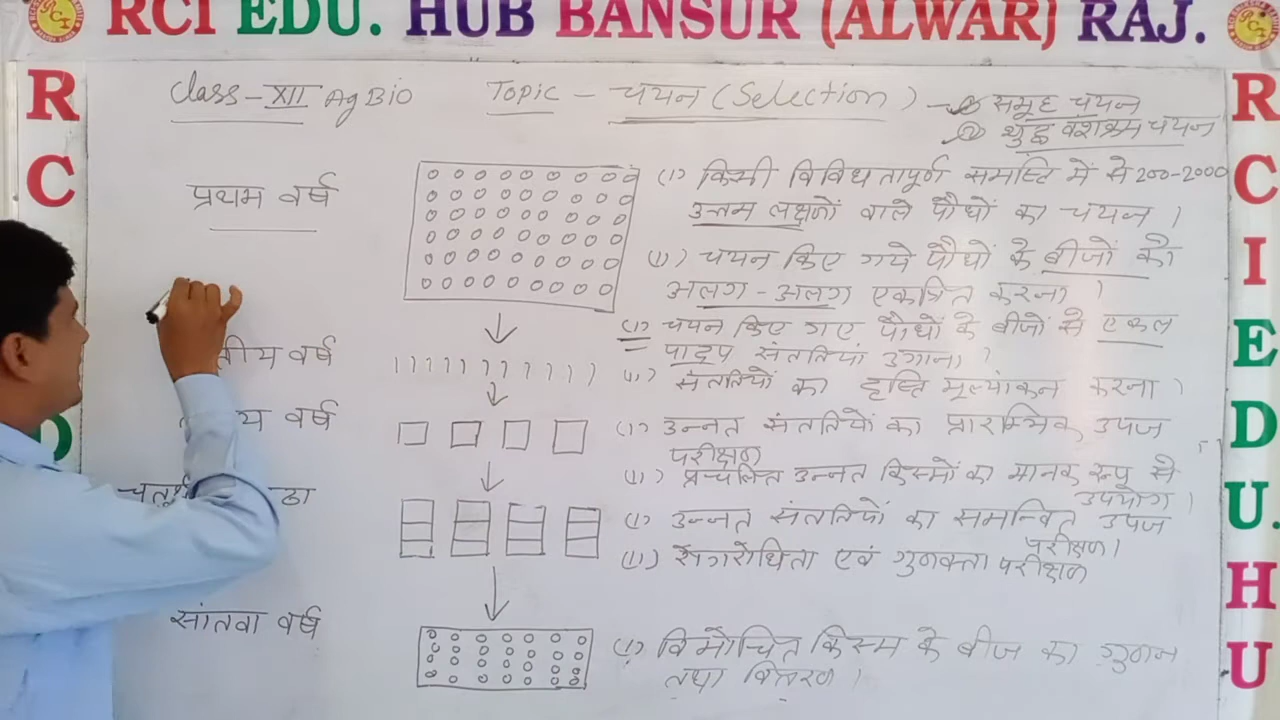 RCI EDU. HUB BANSUR (ALWAR) RAJ.
Class-XII Ag Bio
Topic - चयन (Selection) - ① समूह चयन
② शुद्ध वंशक्रम चयन
प्रथम वर्ष
(i) किसी विविधतापूर्ण समष्टि में से 200-2000
उत्तम लक्षणों वाले पौधों का चयन।
(ii) चयन किए गये पौधों के बीजों को
अलग-अलग एकत्रित करना।
(i) चयन किए गए पौधों के बीजों से एकल
पादप संततियां उगाना।
(ii) संततियों का दृष्टि मूल्यांकन करना।
वर्ष
वर्ष
(i) उन्नत संततियों का प्रारम्भिक उपज
परीक्षण
(ii) प्रचलित उन्नत किस्मों का मानक रूप से
उपयोग।
(i) उन्नत संततियों का समन्वित उपज
परीक्षण।
(ii) रोगरोधिता एवं गुणवत्ता परीक्षण
सांतवा वर्ष
(i) विमोचित किस्म के बीज का गुणन
तथा वितरण।
R
C
R
C
I
E
D
U.
H
U